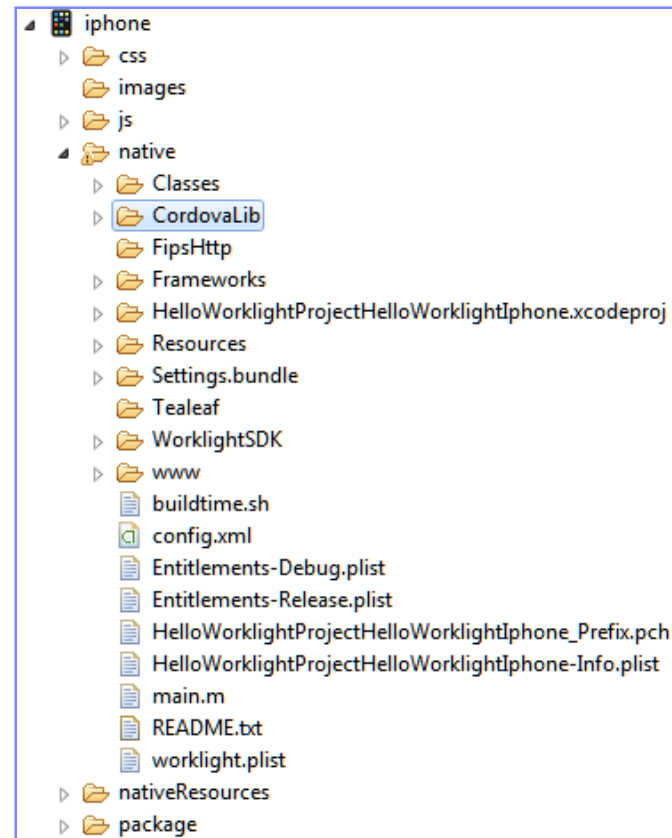 iphone
css
images
js
native
Classes
CordovaLib
FipsHttp
Frameworks
HelloWorklightProjectHelloWorklightIphone.xcodeproj
Resources
Settings.bundle
Tealeaf
WorklightSDK
www
buildtime.sh
config.xml
Entitlements-Debug.plist
Entitlements-Release.plist
HelloWorklightProjectHelloWorklightIphone_Prefix.pch
HelloWorklightProjectHelloWorklightIphone-Info.plist
main.m
README.txt
worklight.plist
nativeResources
package